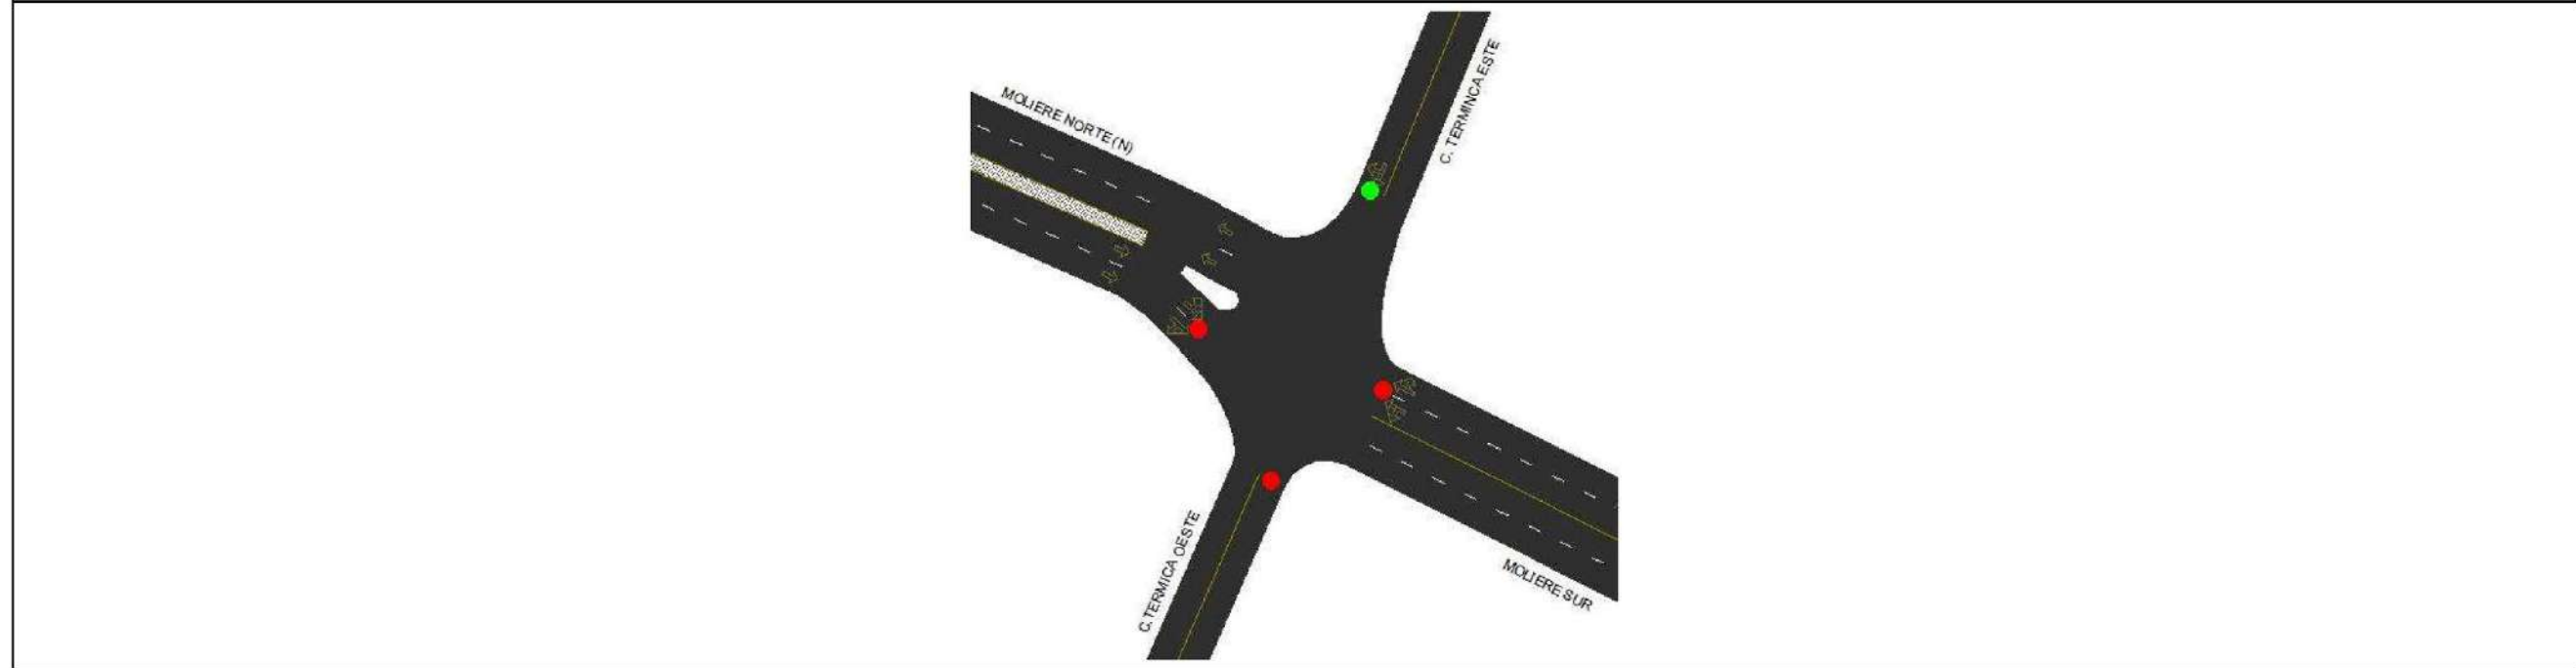 MOLIERE NORTE (N)
C. TERMINCA ESTE
C. TERMICA OESTE
MOLIERE SUR